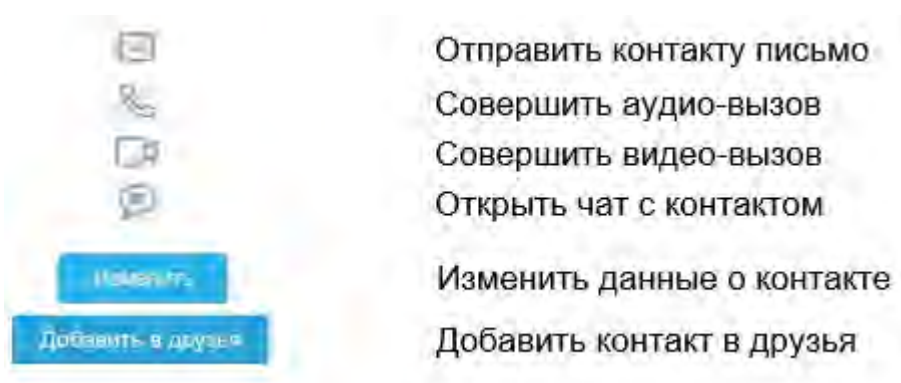 Отправить контакту письмо
Совершить аудио-вызов
Совершить видео-вызов
Открыть чат с контактом
Изменить Изменить данные о контакте
Добавить в друзья Добавить контакт в друзья